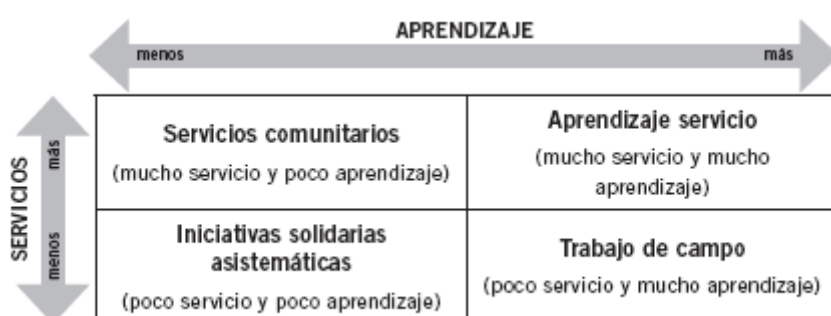 APRENDIZAJE
menos
más
SERVICIOS
más
menos
Servicios comunitarios
(mucho servicio y poco aprendizaje)
Aprendizaje servicio
(mucho servicio y mucho
aprendizaje)
Iniciativas solidarias
asistemáticas
(poco servicio y poco aprendizaje)
Trabajo de campo
(poco servicio y mucho aprendizaje)